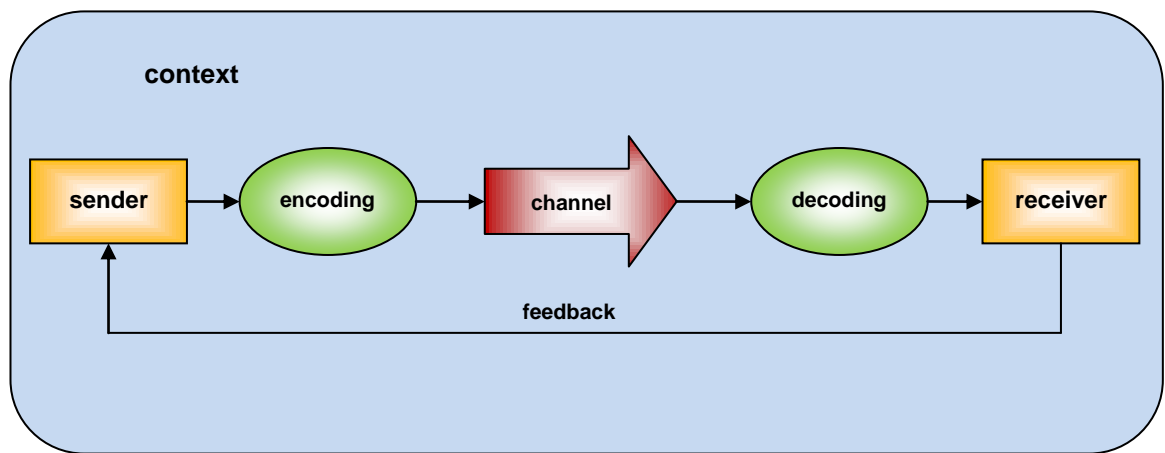 context
sender
encoding
channel
decoding
receiver
feedback